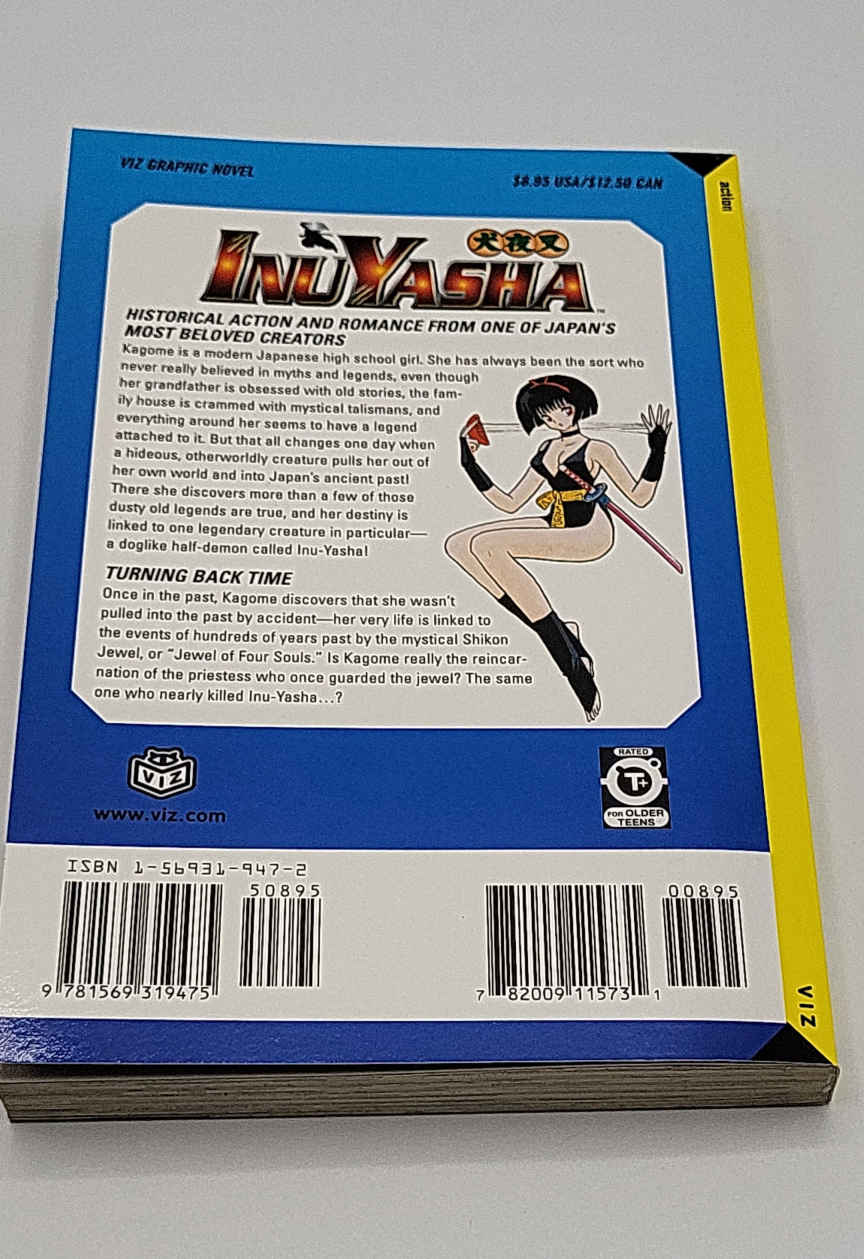 VIZ GRAPHIC NOVEL
$8.95 USA/$12.50 CAN
action
犬夜叉
INUYASHA
™
HISTORICAL ACTION AND ROMANCE FROM ONE OF JAPAN'S
MOST BELOVED CREATORS
Kagome is a modern Japanese high school girl. She has always been the sort who
never really believed in myths and legends, even though
her grandfather is obsessed with old stories, the fam-
ily house is crammed with mystical talismans, and
everything around her seems to have a legend
attached to it. But that all changes one day when
a hideous, otherworldly creature pulls her out of
her own world and into Japan's ancient past!
There she discovers more than a few of those
dusty old legends are true, and her destiny is
linked to one legendary creature in particular—
a doglike half-demon called Inu-Yasha!
TURNING BACK TIME
Once in the past, Kagome discovers that she wasn't
pulled into the past by accident—her very life is linked to
the events of hundreds of years past by the mystical Shikon
Jewel, or "Jewel of Four Souls." Is Kagome really the reincar-
nation of the priestess who once guarded the jewel? The same
one who nearly killed Inu-Yasha...?
VIZ
www.viz.com
RATED
T+
FOR OLDER
TEENS
ISBN 1-56931-947-2
50895
9 781569 319475
00895
7 82009 11573 1
VIZ